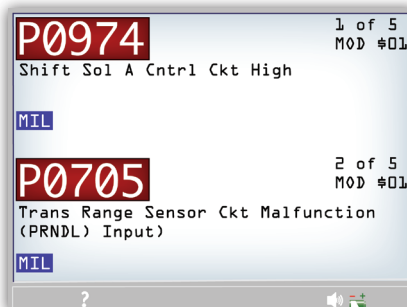 P0974
1 of 5
MOD $01
Shift Sol A Cntrl Ckt High
MIL
P0705
2 of 5
MOD $01
Trans Range Sensor Ckt Malfunction
(PRNDL) Input)
MIL
?